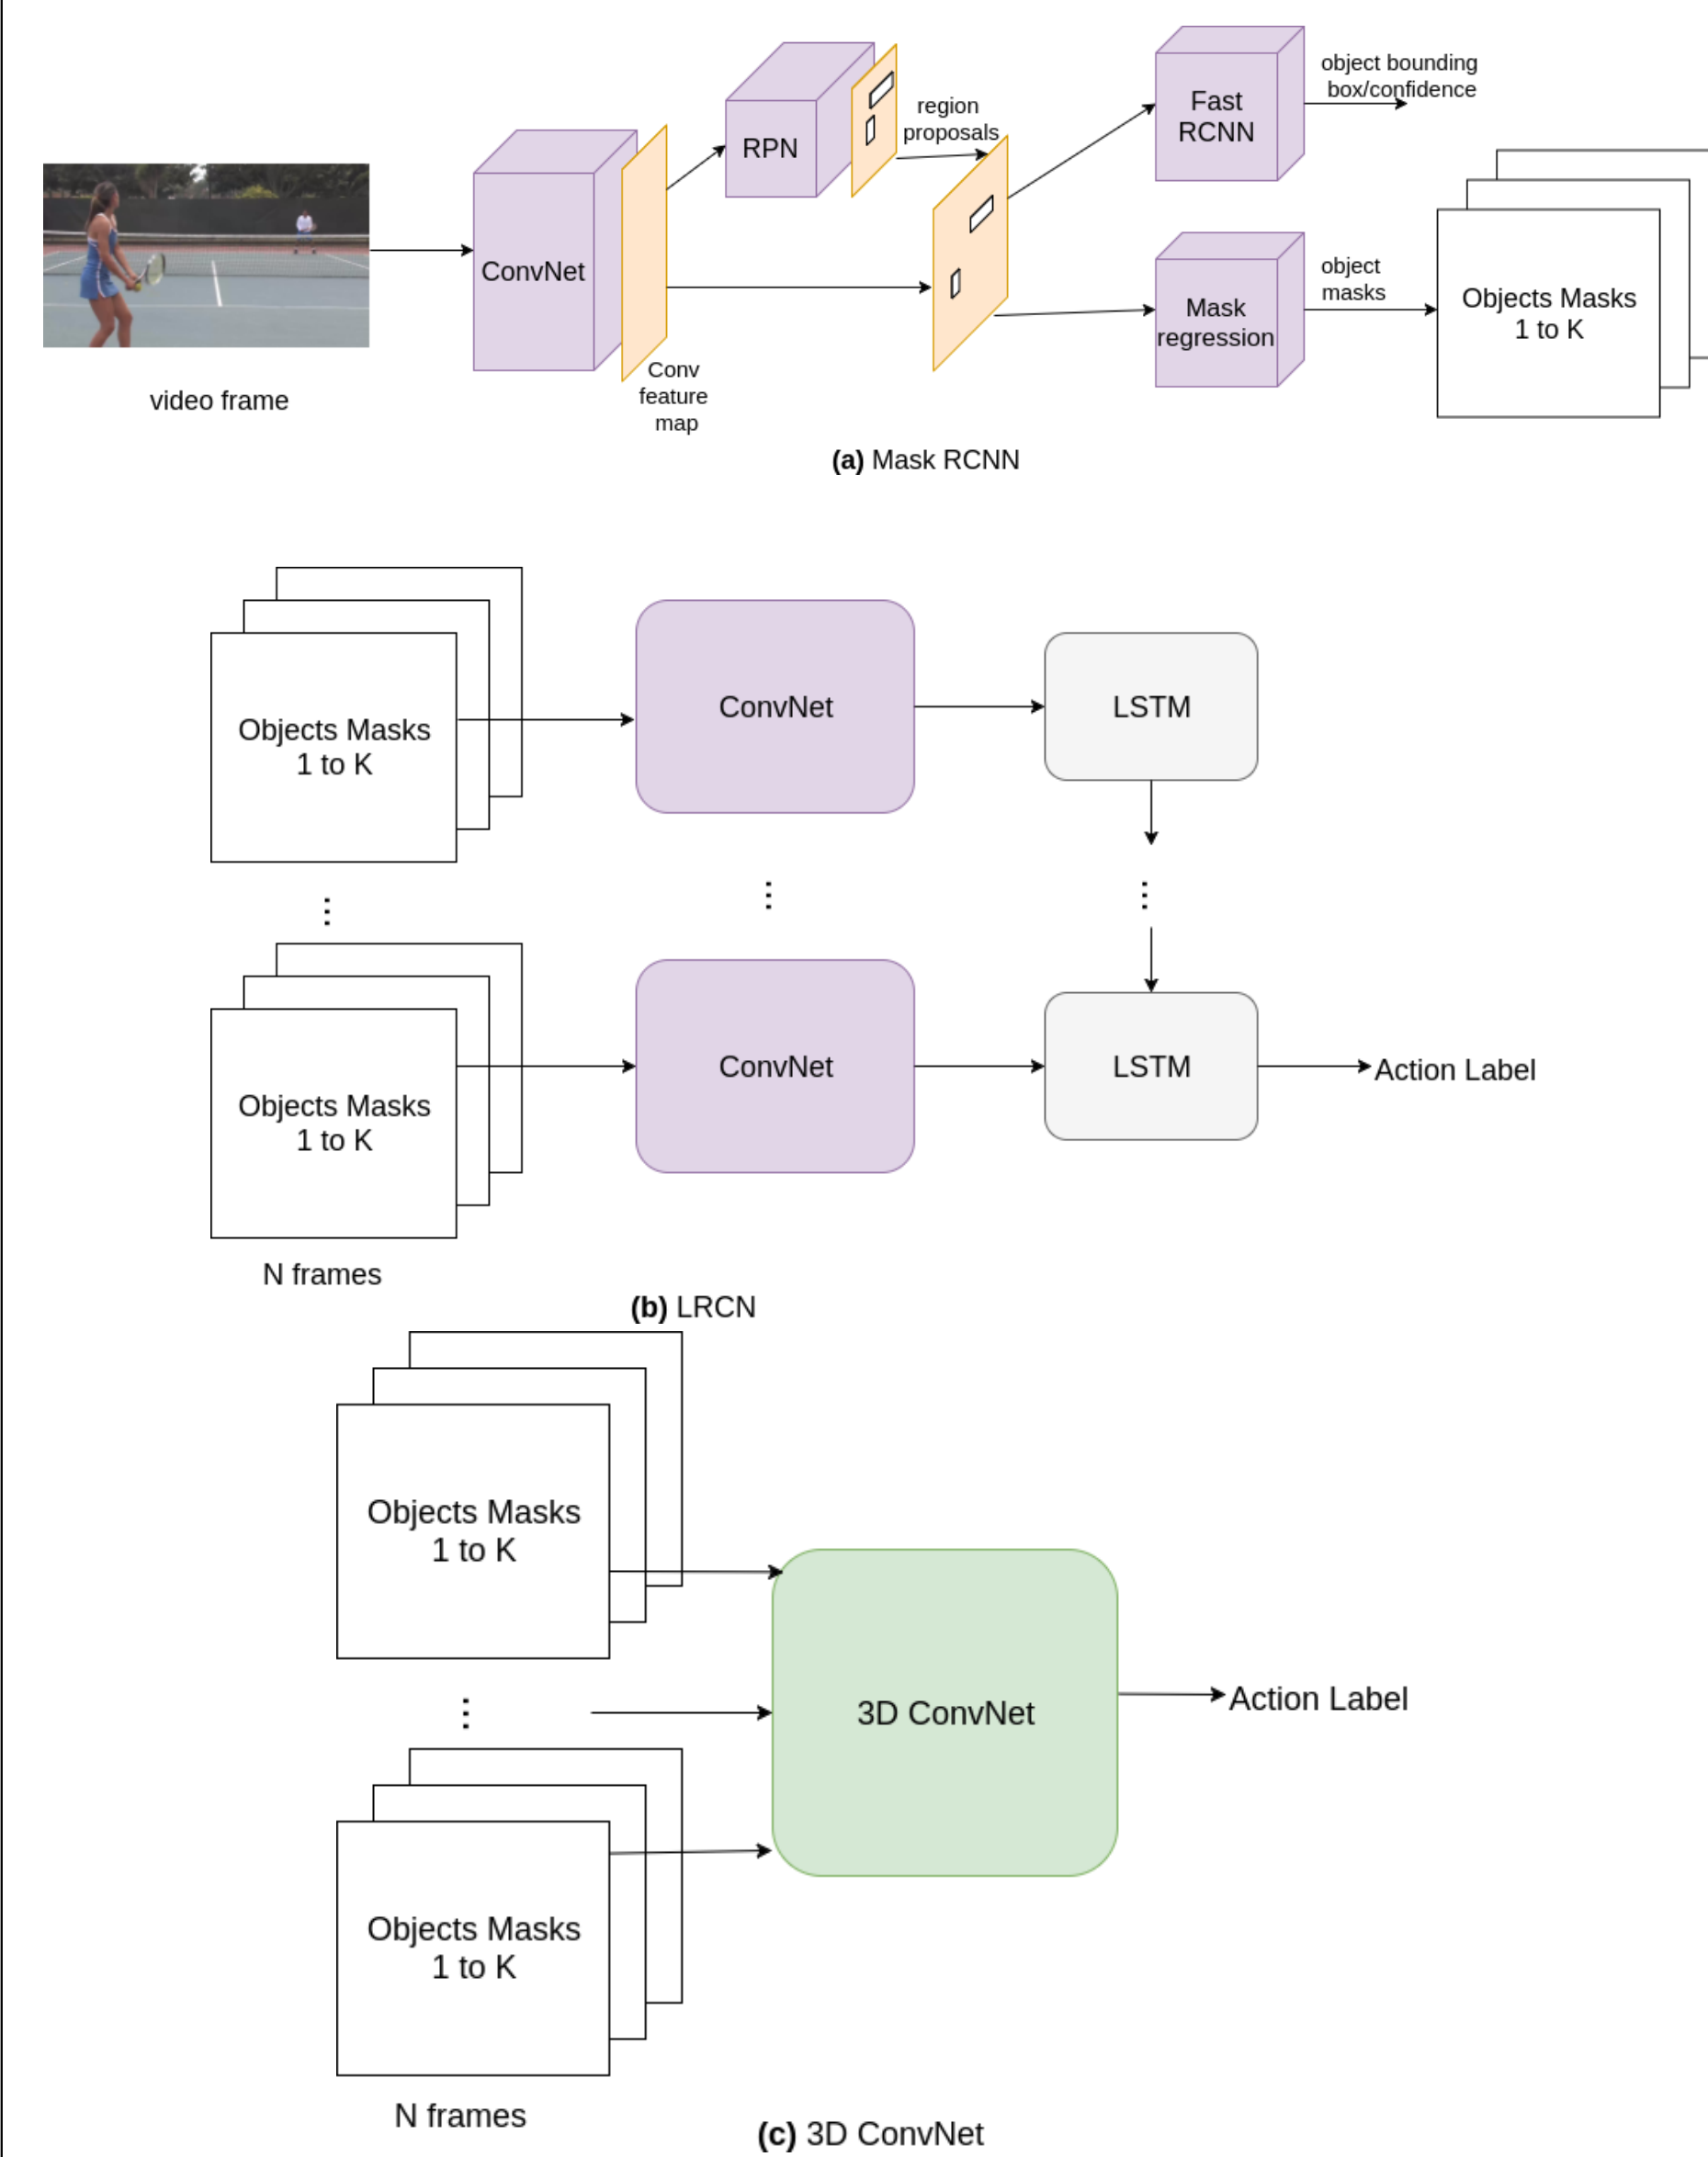 RPN
region
proposals
Fast
RCNN
object bounding
box/confidence
ConvNet
Mask
regression
object
masks
Objects Masks
1 to K
video frame
Conv
feature
map
(a) Mask RCNN
Objects Masks
1 to K
ConvNet
LSTM
⋮
⋮
⋮
Objects Masks
1 to K
ConvNet
LSTM
Action Label
N frames
(b) LRCN
Objects Masks
1 to K
⋮
3D ConvNet
Action Label
Objects Masks
1 to K
N frames
(c) 3D ConvNet